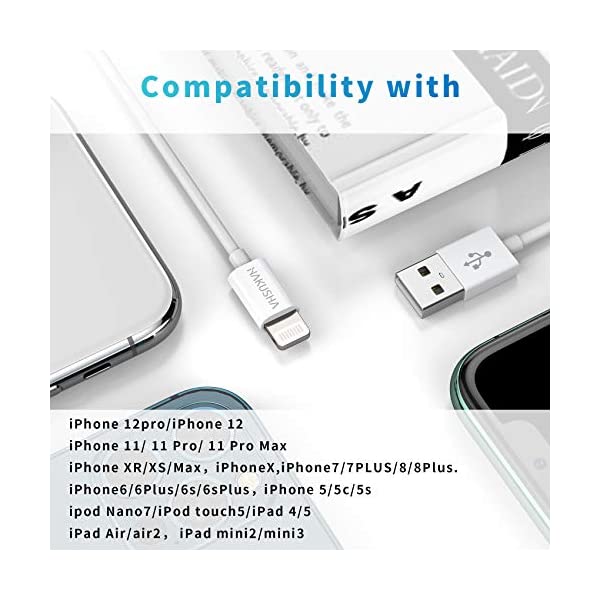 Compatibility with
A S
NAKUSHA
iPhone 12pro/iPhone 12
iPhone 11/ 11 Pro/ 11 Pro Max
iPhone XR/XS/Max, iPhoneX,iPhone7/7PLUS/8/8Plus.
iPhone6/6Plus/6s/6sPlus, iPhone 5/5c/5s
ipod Nano7/iPod touch5/iPad 4/5
iPad Air/air2, iPad mini2/mini3